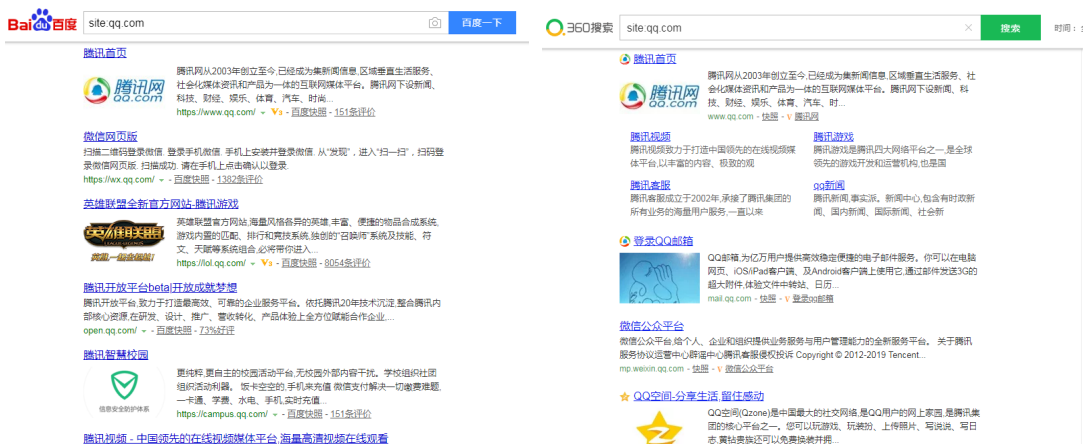 Bai du 百度
site:qq.com
百度一下
腾讯首页
腾讯网
QQ.COM
腾讯网从2003年创立至今,已经成为集新闻信息,区域垂直生活服务、
社会化媒体资讯和产品为一体的互联网媒体平台。腾讯网下设新闻、
科技、财经、娱乐、体育、汽车、时尚...
https://www.qq.com/ - V3 - 百度快照 - 151条评价
微信网页版
扫描二维码登录微信. 登录手机微信. 手机上安装并登录微信. 从“发现”，进入“扫一扫”，扫码登
录微信网页版. 扫描成功. 请在手机上点击确认以登录.
https://wx.qq.com/ - 百度快照 - 1382条评价
英雄联盟全新官方网站-腾讯游戏
英雄联盟
英雄联盟官方网站,海量风格各异的英雄,丰富、便捷的物品合成系统,
游戏内置的匹配、排行和竞技系统,独创的“召唤师”系统及技能、符
文、天赋等系统组合,必将带你进入...
https://lol.qq.com/ - V3 - 百度快照 - 8054条评价
腾讯开放平台beta|开放成就梦想
腾讯开放平台,致力于打造最高效、可靠的企业服务平台。依托腾讯20年技术沉淀,整合腾讯内
部核心资源,在研发、设计、推广、营收转化、产品体验上全方位赋能合作企业,...
open.qq.com/ - 百度快照 - 73%好评
腾讯智慧校园
信息安全防护体系
更纯粹,更自主的校园活动平台,无校园外部内容干扰。学校组织社团
组织活动利器。 饭卡空空的,手机来充值 微信支付解决一切缴费难题,
一卡通、学费、水电、手机,实时充值...
https://campus.qq.com/ - 百度快照 - 151条评价
腾讯视频 - 中国领先的在线视频媒体平台,海量高清视频在线观看
360搜索
site:qq.com
×
搜索
时间：
腾讯首页
腾讯网
QQ.COM
腾讯网从2003年创立至今,已经成为集新闻信息,区域垂直生活服务、社
会化媒体资讯和产品为一体的互联网媒体平台。腾讯网下设新闻、科
技、财经、娱乐、体育、汽车、时...
www.qq.com - 快照 - V 腾讯网
腾讯视频
腾讯视频致力于打造中国领先的在线视频媒
体平台,以丰富的内容、极致的观
腾讯游戏
腾讯游戏是腾讯四大网络平台之一,是全球
领先的游戏开发和运营机构,也是国
腾讯客服
腾讯客服成立于2002年,承接了腾讯集团的
所有业务的海量用户服务,一直以来
qq新闻
腾讯新闻,事实派。新闻中心,包含有时政新
闻、国内新闻、国际新闻、社会新
登录QQ邮箱
QQ邮箱,为亿万用户提供高效稳定便捷的电子邮件服务。你可以在电脑
网页、iOS/iPad客户端、及Android客户端上使用它,通过邮件发送3G的
超大附件,体验文件中转站、日历...
mail.qq.com - 快照 - V 登录qq邮箱
微信公众平台
微信公众平台,给个人、企业和组织提供业务服务与用户管理能力的全新服务平台。 关于腾讯
服务协议运营中心辟谣中心腾讯客服侵权投诉 Copyright © 2012-2019 Tencent...
mp.weixin.qq.com - 快照 - V 微信公众平台
QQ空间-分享生活,留住感动
QQ空间(Qzone)是中国最大的社交网络,是QQ用户的网上家园,是腾讯集
团的核心平台之一。您可以玩游戏、玩装扮、上传照片、写说说、写日
志,黄钻贵族还可以免费换装并拥...